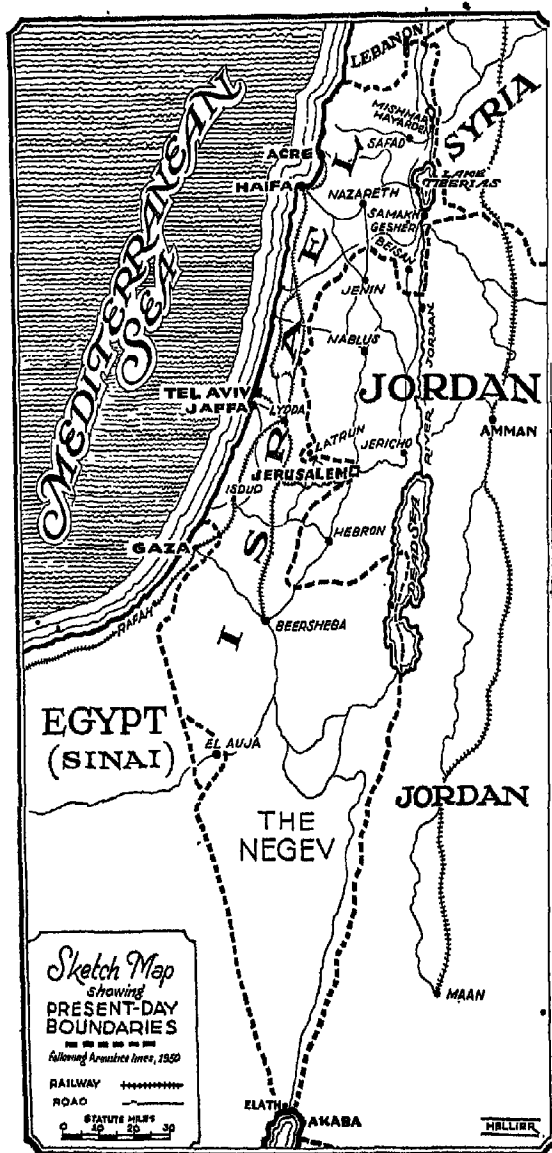 LEBANON
SYRIA
MISHMAR
HAYARDEN
SAFAD
ACRE
HAIFA
LAKE
TIBERIAS
NAZARETH
SAMAKH
GESHER
BEISAN
MEDITERRANEAN
SEA
ISRAEL
JENIN
NABLUS
RIVER JORDAN
JORDAN
TEL AVIV
JAFFA
LYDDA
AMMAN
LATRUN
JERICHO
JERUSALEM
ISDUD
DEAD SEA
HEBRON
GAZA
RAFAH
BEERSHEBA
EGYPT
(SINAI)
EL AUJA
JORDAN
THE
NEGEV
MAAN
Sketch Map
showing
PRESENT-DAY
BOUNDARIES
following Armistice lines, 1950
RAILWAY
ROAD
STATUTE MILES
0 10 20 30
ELATH
AKABA
HELLIER